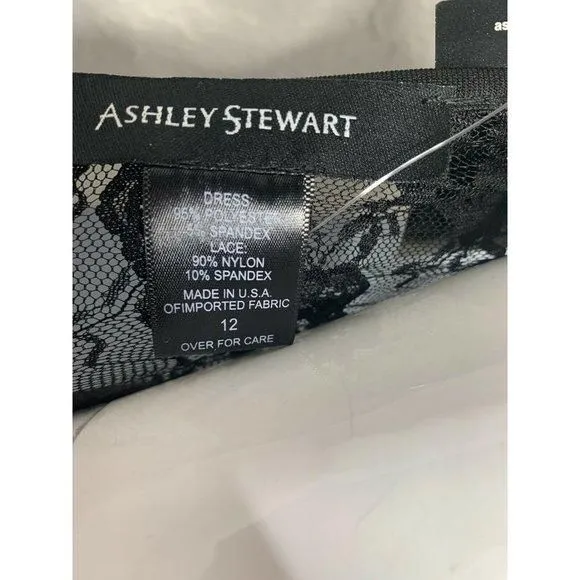 as
ASHLEY STEWART
DRESS:
95% POLYESTER
5% SPANDEX
LACE:
90% NYLON
10% SPANDEX
MADE IN U.S.A.
OFIMPORTED FABRIC
12
OVER FOR CARE